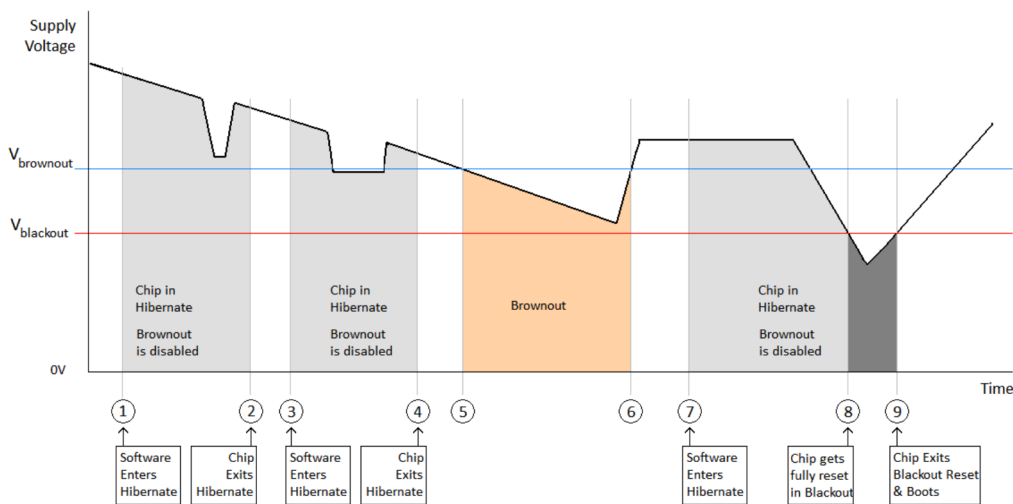 Supply
Voltage
Vbrownout
Vblackout
0V
Chip in
Hibernate
Brownout
is disabled
Chip in
Hibernate
Brownout
is disabled
Brownout
Chip in
Hibernate
Brownout
is disabled
Time
1 2 3 4 5 6 7 8 9
Software
Enters
Hibernate
Chip
Exits
Hibernate
Software
Enters
Hibernate
Chip
Exits
Hibernate
Software
Enters
Hibernate
Chip gets
fully reset
in Blackout
Chip Exits
Blackout Reset
& Boots